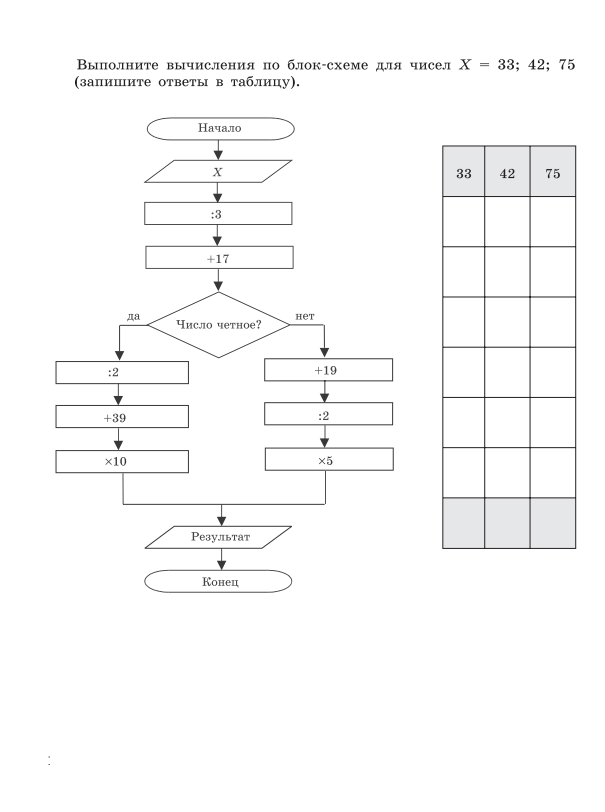 Выполните вычисления по блок-схеме для чисел X = 33; 42; 75
(запишите ответы в таблицу).
Начало
X
:3
+17
Число четное?
да
нет
:2
+39
×10
+19
:2
×5
Результат
Конец
33 42 75